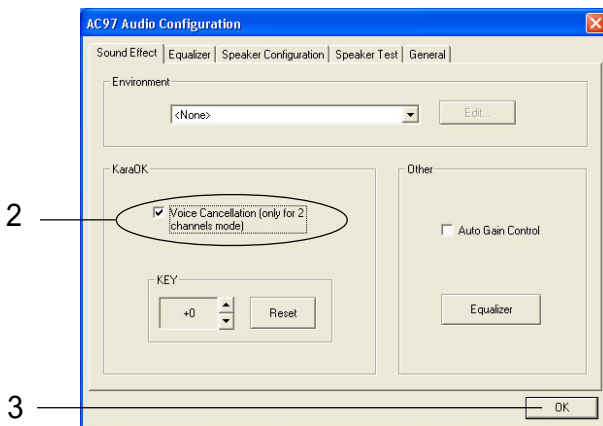 AC97 Audio Configuration
Sound Effect Equalizer Speaker Configuration Speaker Test General
Environment
<None>
Edit...
KaraOK
Other
2
Voice Cancellation (only for 2
channels mode)
Auto Gain Control
KEY
+0
Reset
Equalizer
3
OK